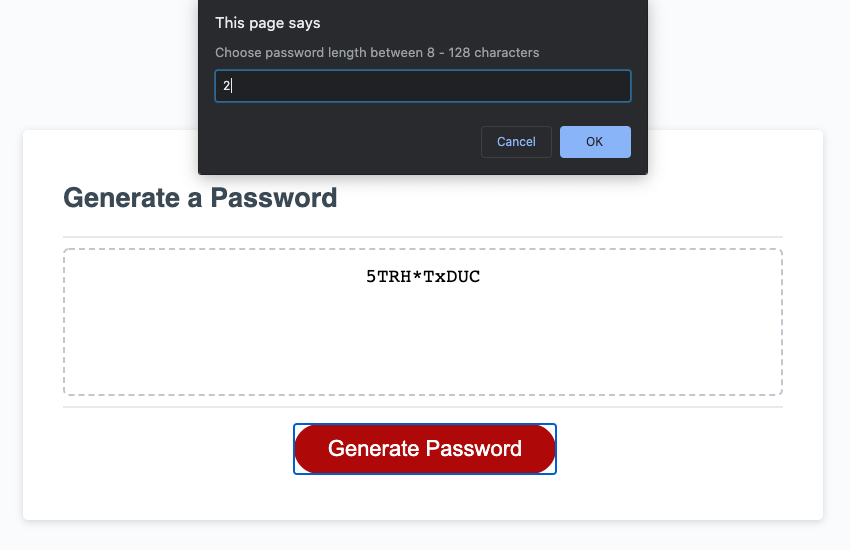 This page says
Choose password length between 8 - 128 characters
2
Cancel
OK
Generate a Password
5TRH*TxDUC
Generate Password